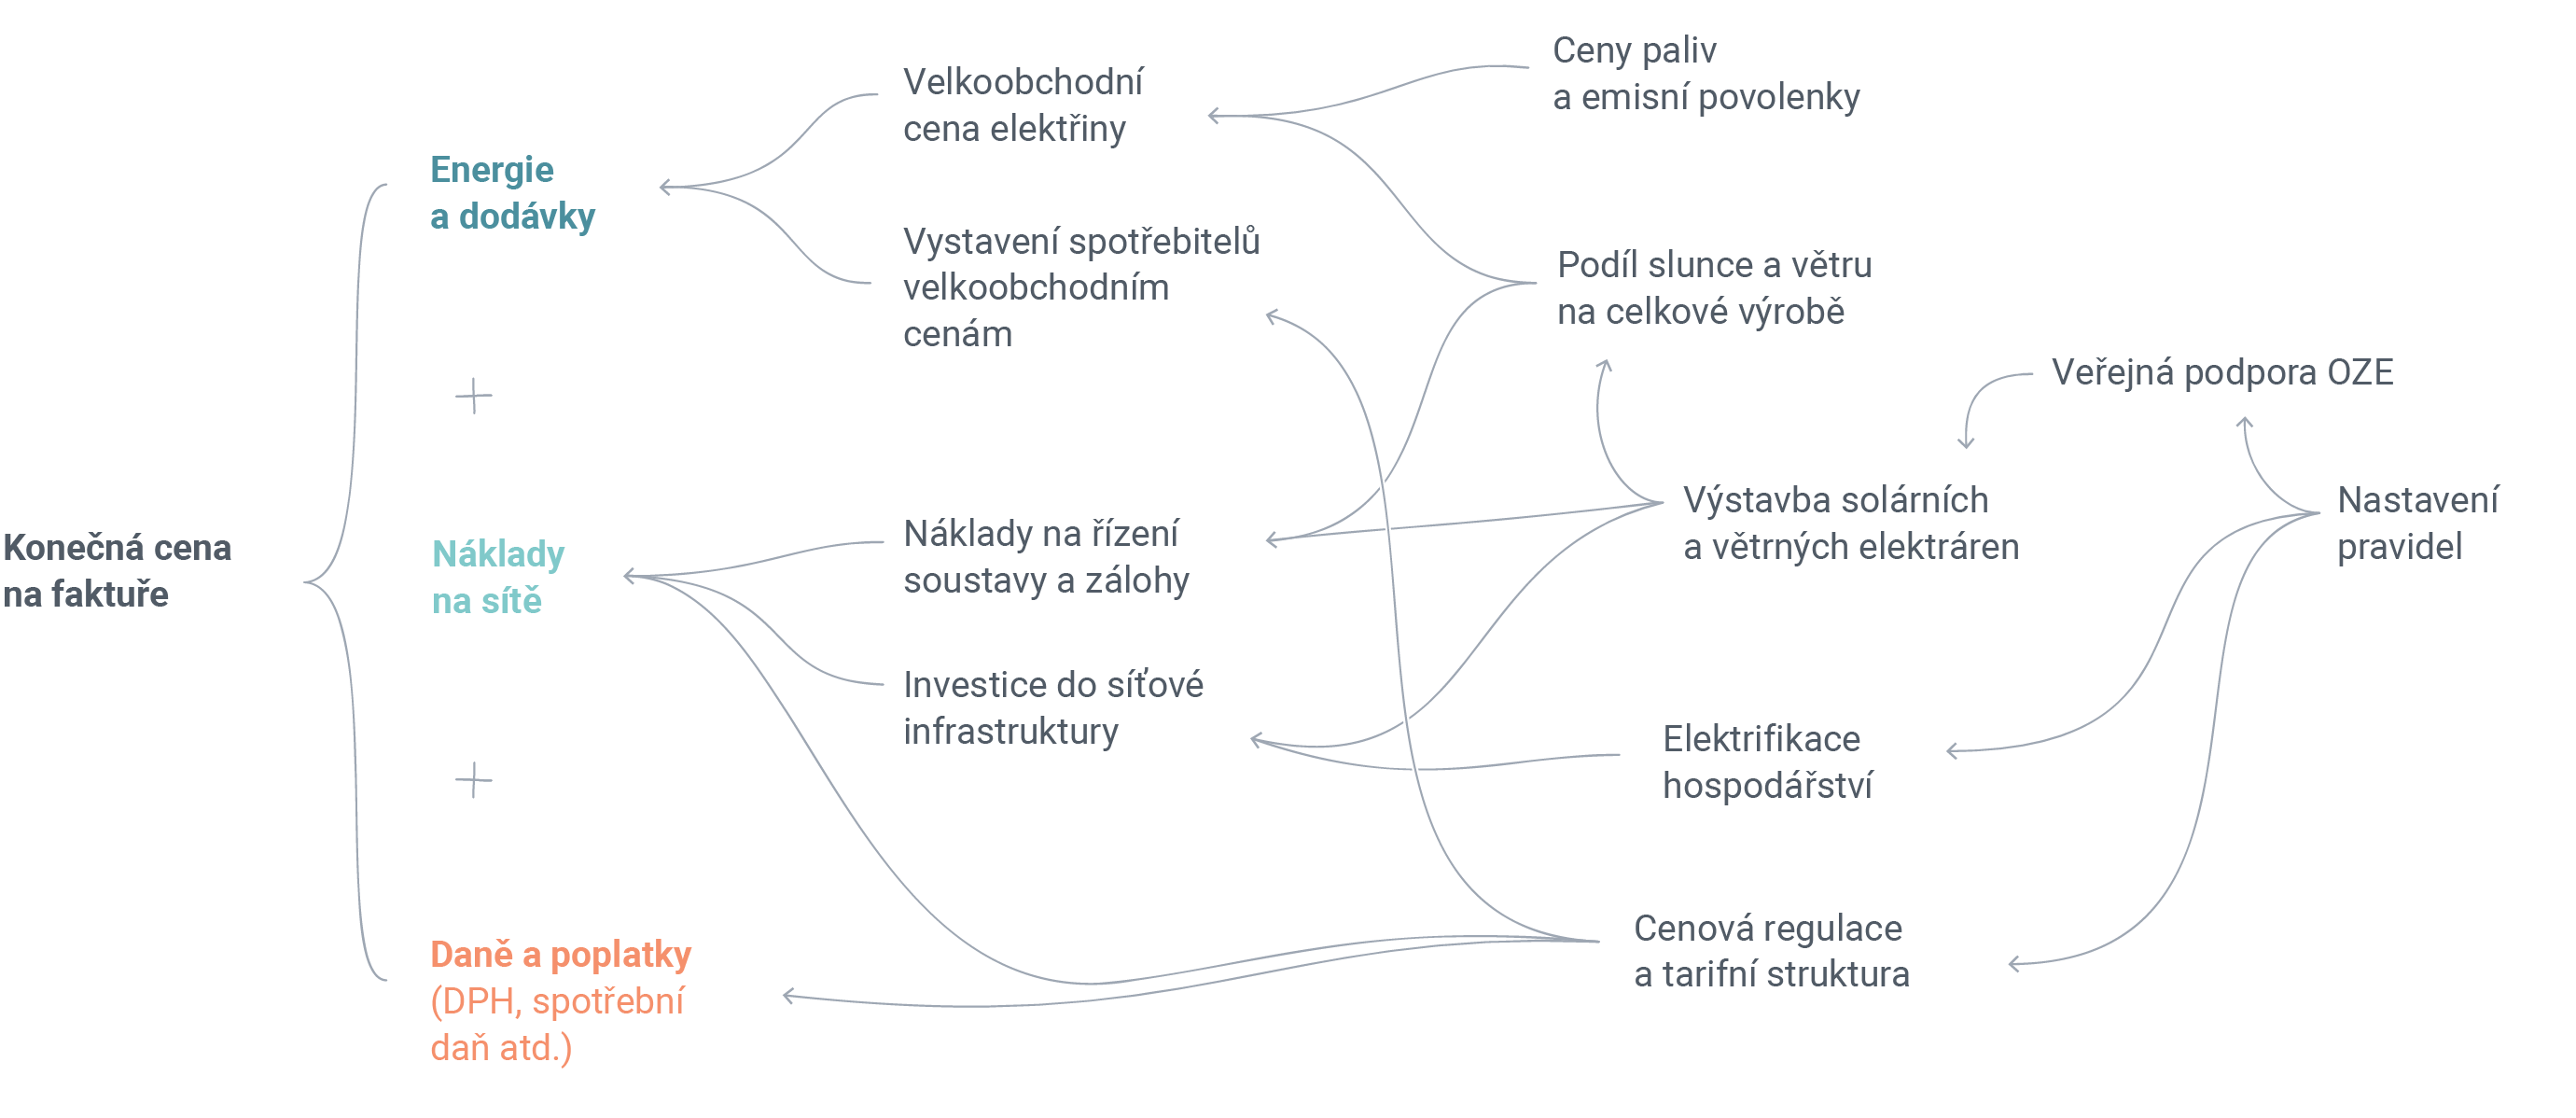 Konečná cena
na faktuře
Energie
a dodávky
+
Náklady
na sítě
+
Daně a poplatky
(DPH, spotřební
daň atd.)
Velkoobchodní
cena elektřiny
Vystavení spotřebitelů
velkoobchodním
cenám
Náklady na řízení
soustavy a zálohy
Investice do síťové
infrastruktury
Ceny paliv
a emisní povolenky
Podíl slunce a větru
na celkové výrobě
Výstavba solárních
a větrných elektráren
Elektrifikace
hospodářství
Cenová regulace
a tarifní struktura
Veřejná podpora OZE
Nastavení
pravidel